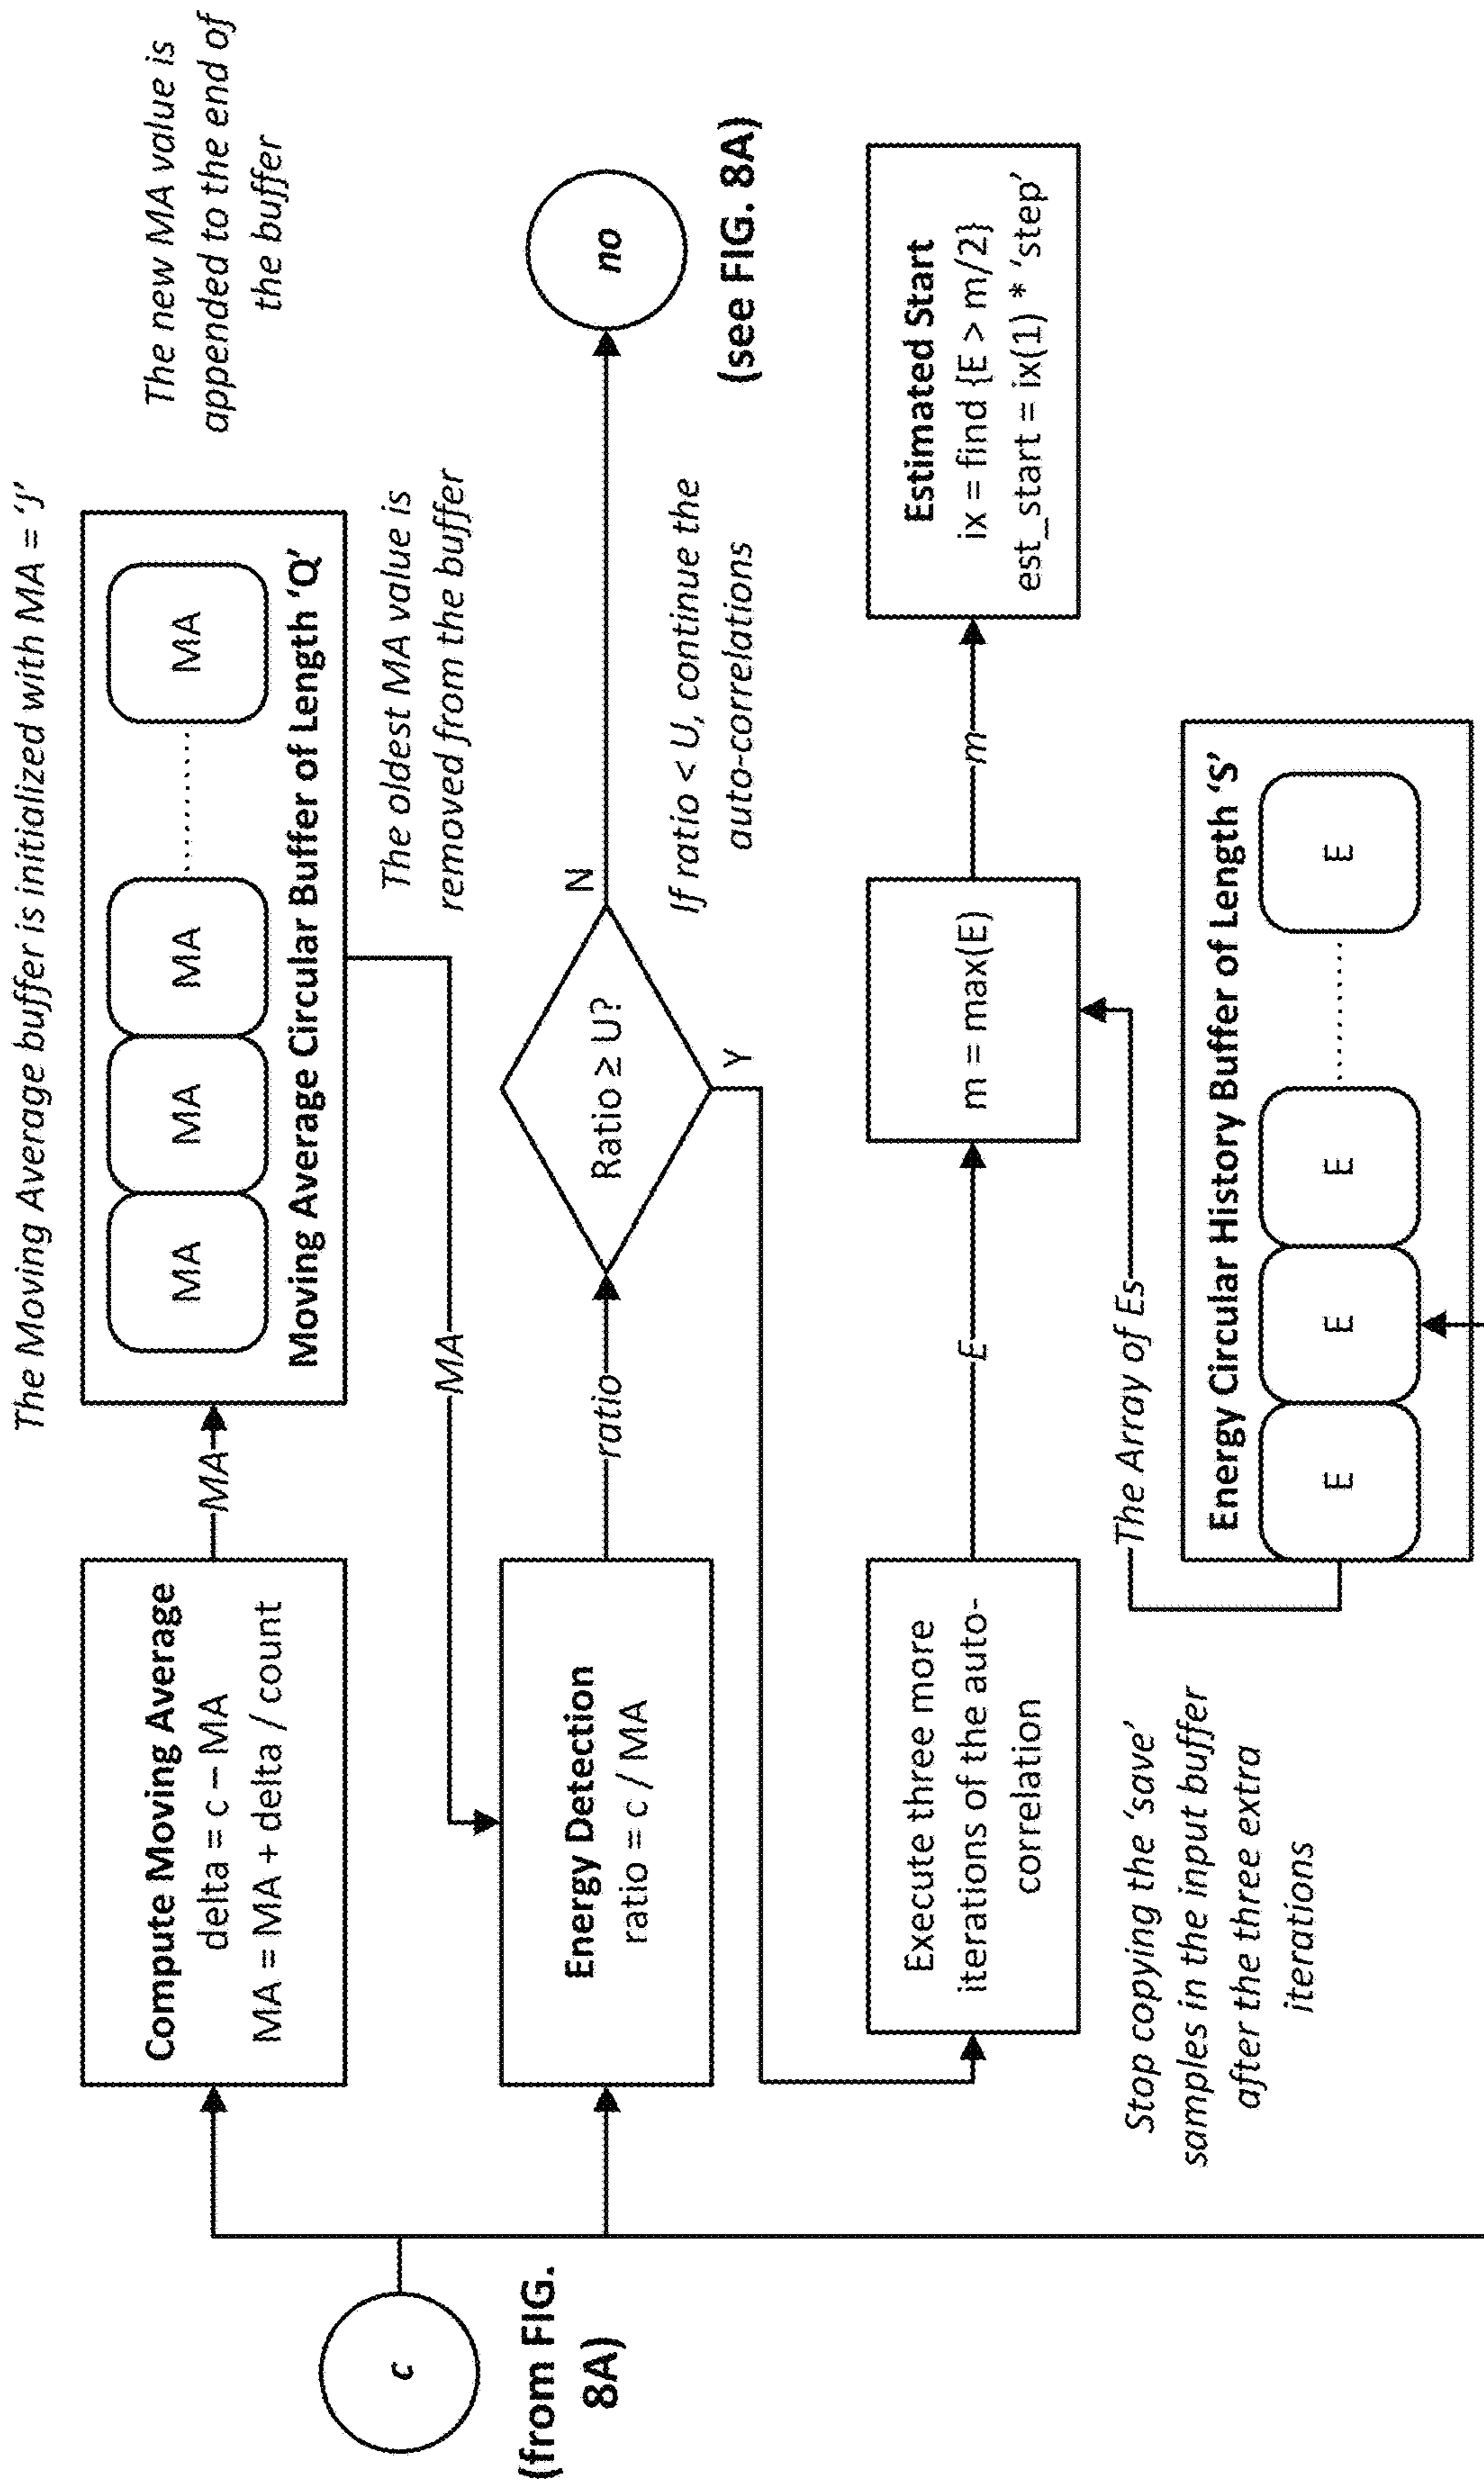 The Moving Average buffer is initialized with MA = 'J'
The new MA value is
appended to the end of
the buffer
Compute Moving Average
delta = c – MA
MA = MA + delta / count
MA
MA
MA
MA
MA
Moving Average Circular Buffer of Length 'Q'
The oldest MA value is
removed from the buffer
c
(from FIG.
8A)
MA
Energy Detection
ratio = c / MA
ratio
Ratio ≥ U?
N
Y
no
(see FIG. 8A)
If ratio < U, continue the
auto-correlations
Execute three more
iterations of the auto-
correlation
E
m = max(E)
m
Estimated Start
ix = find {E > m/2}
est_start = ix(1) * 'step'
Stop copying the 'save'
samples in the input buffer
after the three extra
iterations
The Array of Es
Energy Circular History Buffer of Length 'S'
E
E
E
E